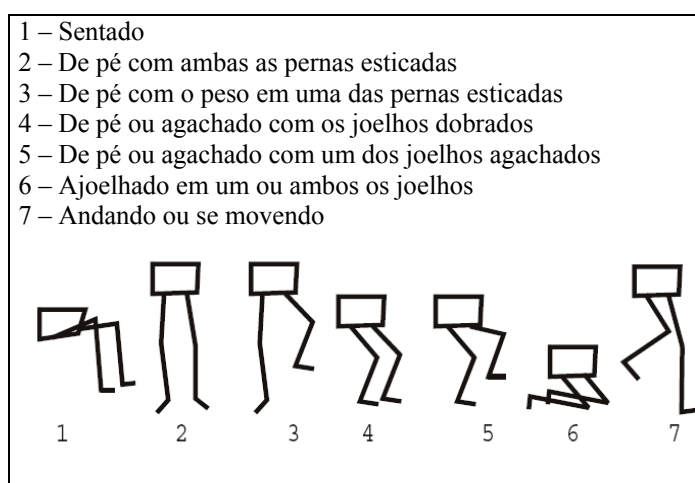 1 – Sentado
2 – De pé com ambas as pernas esticadas
3 – De pé com o peso em uma das pernas esticadas
4 – De pé ou agachado com os joelhos dobrados
5 – De pé ou agachado com um dos joelhos agachados
6 – Ajoelhado em um ou ambos os joelhos
7 – Andando ou se movendo
1 2 3 4 5 6 7